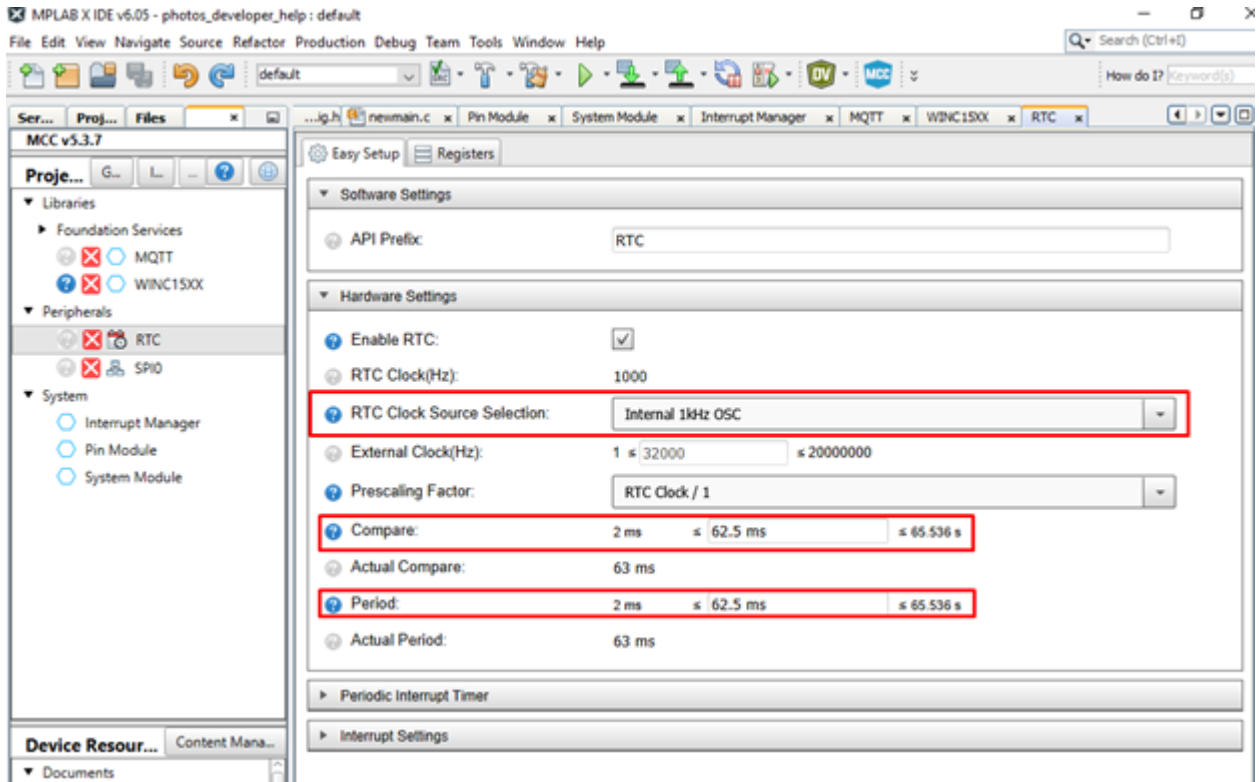 MPLAB X IDE v6.05 - photos_developer_help : default
File Edit View Navigate Source Refactor Production Debug Team Tools Window Help
Search (Ctrl+I)
default
DV
MCC
How do I? Keyword(s)
Ser... Proj... Files
...ig.h newmain.c Pin Module System Module Interrupt Manager MQTT WINC15XX RTC
MCC v5.3.7
Proje... G... I... ...
Libraries
Foundation Services
MQTT
WINC15XX
Peripherals
RTC
SPI0
System
Interrupt Manager
Pin Module
System Module
Device Resour... Content Mana...
Documents
Easy Setup Registers
Software Settings
API Prefix: RTC
Hardware Settings
Enable RTC:
RTC Clock(Hz): 1000
RTC Clock Source Selection: Internal 1kHz OSC
External Clock(Hz): 1 ≤ 32000 ≤ 20000000
Prescaling Factor: RTC Clock / 1
Compare: 2 ms ≤ 62.5 ms ≤ 65.536 s
Actual Compare: 63 ms
Period: 2 ms ≤ 62.5 ms ≤ 65.536 s
Actual Period: 63 ms
Periodic Interrupt Timer
Interrupt Settings